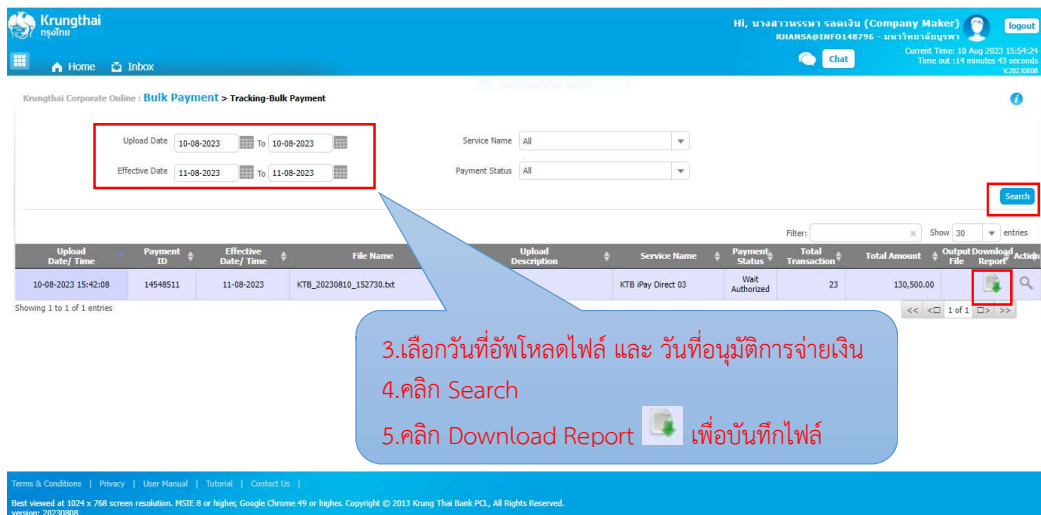 Krungthai
กรุงไทย
Hi, นางสาวหรรษา รลดเงิน (Company Maker)
RHANSA@INFO148796 - มหาวิทยาลัยบูรพา
logout
Home
Inbox
Chat
Current Time: 10 Aug 2023 15:54:24
Time out :14 minutes 43 seconds
V.20230808
Krungthai Corporate Online : Bulk Payment > Tracking-Bulk Payment
Upload Date 10-08-2023 To 10-08-2023
Service Name All
Effective Date 11-08-2023 To 11-08-2023
Payment Status All
Search
Filter:
Show 30 entries
Upload Date/ Time
Payment ID
Effective Date/ Time
File Name
Upload Description
Service Name
Payment Status
Total Transaction
Total Amount
Output File
Download Report
Action
10-08-2023 15:42:08 14548511 11-08-2023 KTB_20230810_152730.txt KTB iPay Direct 03 Wait Authorized 23 130,500.00
Showing 1 to 1 of 1 entries
<< < 1 of 1 > >>
3.เลือกวันที่อัพโหลดไฟล์ และ วันที่อนุมัติการจ่ายเงิน
4.คลิก Search
5.คลิก Download Report เพื่อบันทึกไฟล์
Terms & Conditions | Privacy | User Manual | Tutorial | Contact Us |
Best viewed at 1024 x 768 screen resolution. MSIE 8 or higher, Google Chrome 49 or higher. Copyright © 2013 Krung Thai Bank PCL, All Rights Reserved.
version: 20230808